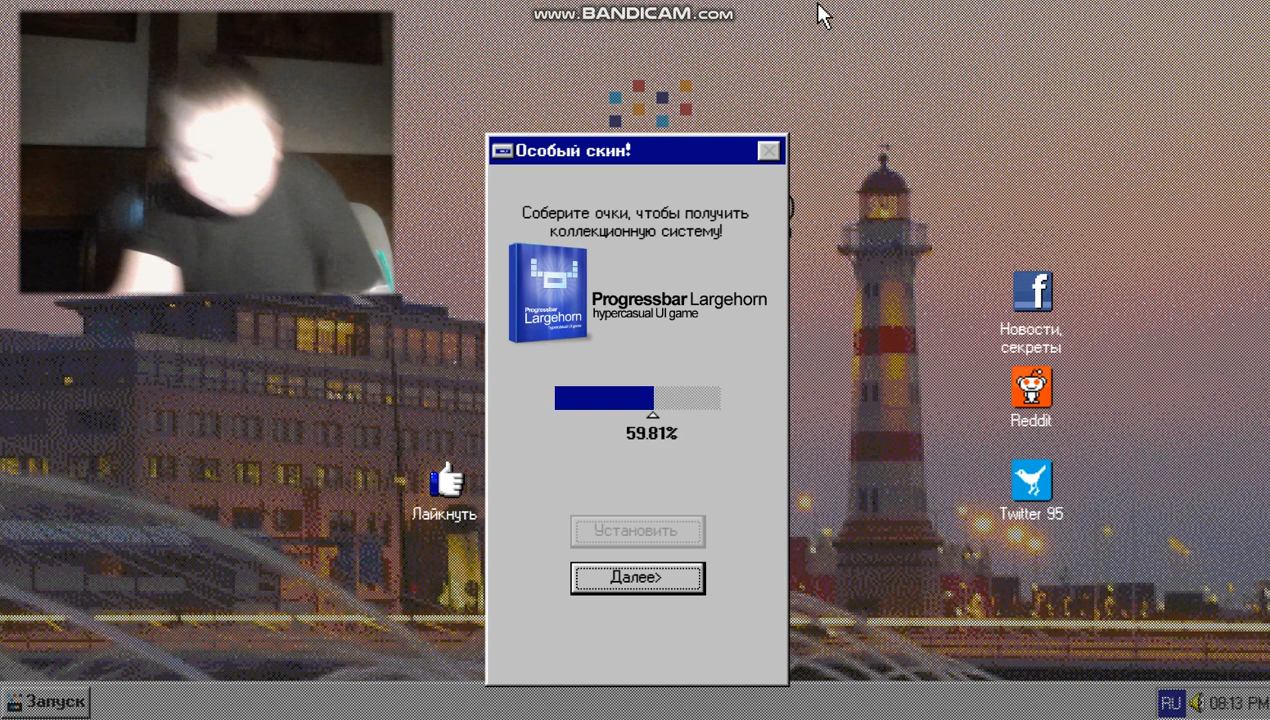 www.BANDICAM.com
Особый скин!
Соберите очки, чтобы получить
коллекционную систему!
Progressbar
Largehorn
hypercasual UI game
Progressbar Largehorn
hypercasual UI game
59.81%
Установить
Далее>
Лайкнуть
Новости,
секреты
Reddit
Twitter 95
Запуск
RU
08:13 PM